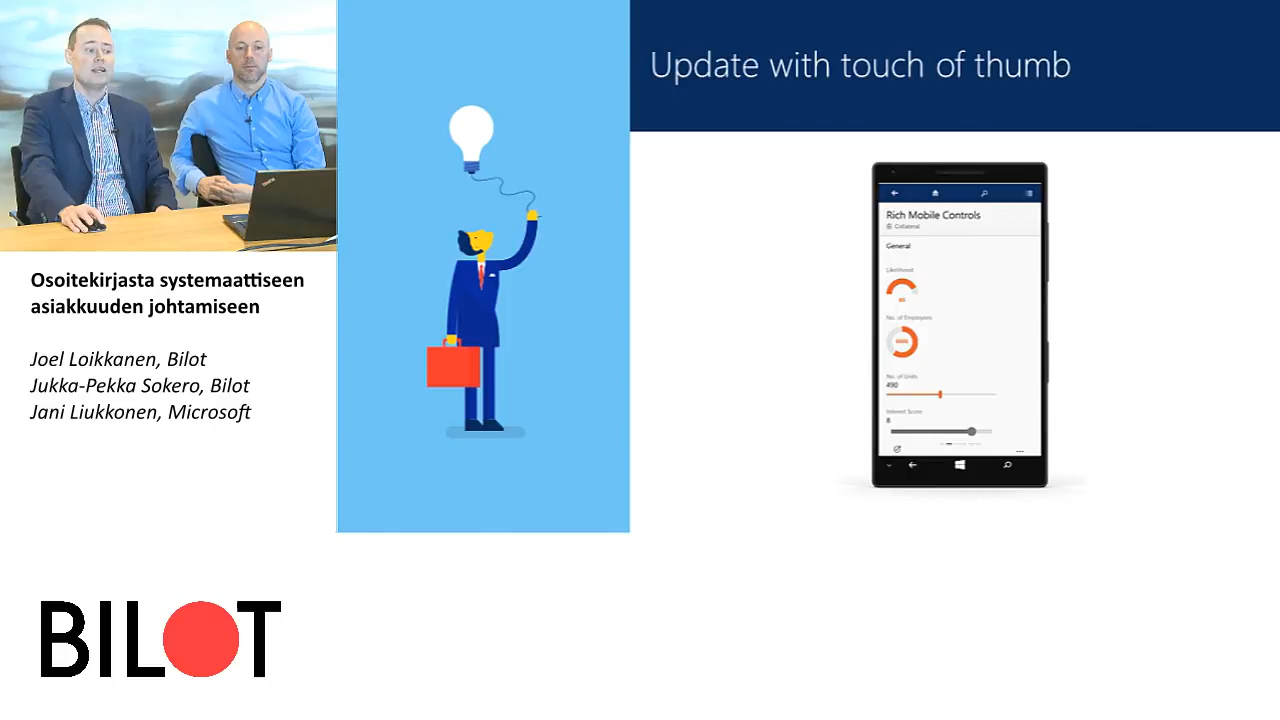 Update with touch of thumb
Osoitekirjasta systemaattiseen
asiakkuuden johtamiseen
Joel Loikkanen, Bilot
Jukka-Pekka Sokero, Bilot
Jani Liukkonen, Microsoft
BILOT
Rich Mobile Controls
Collateral
General
Likelihood
No. of Employees
No. of Units
490
Interest Score
8